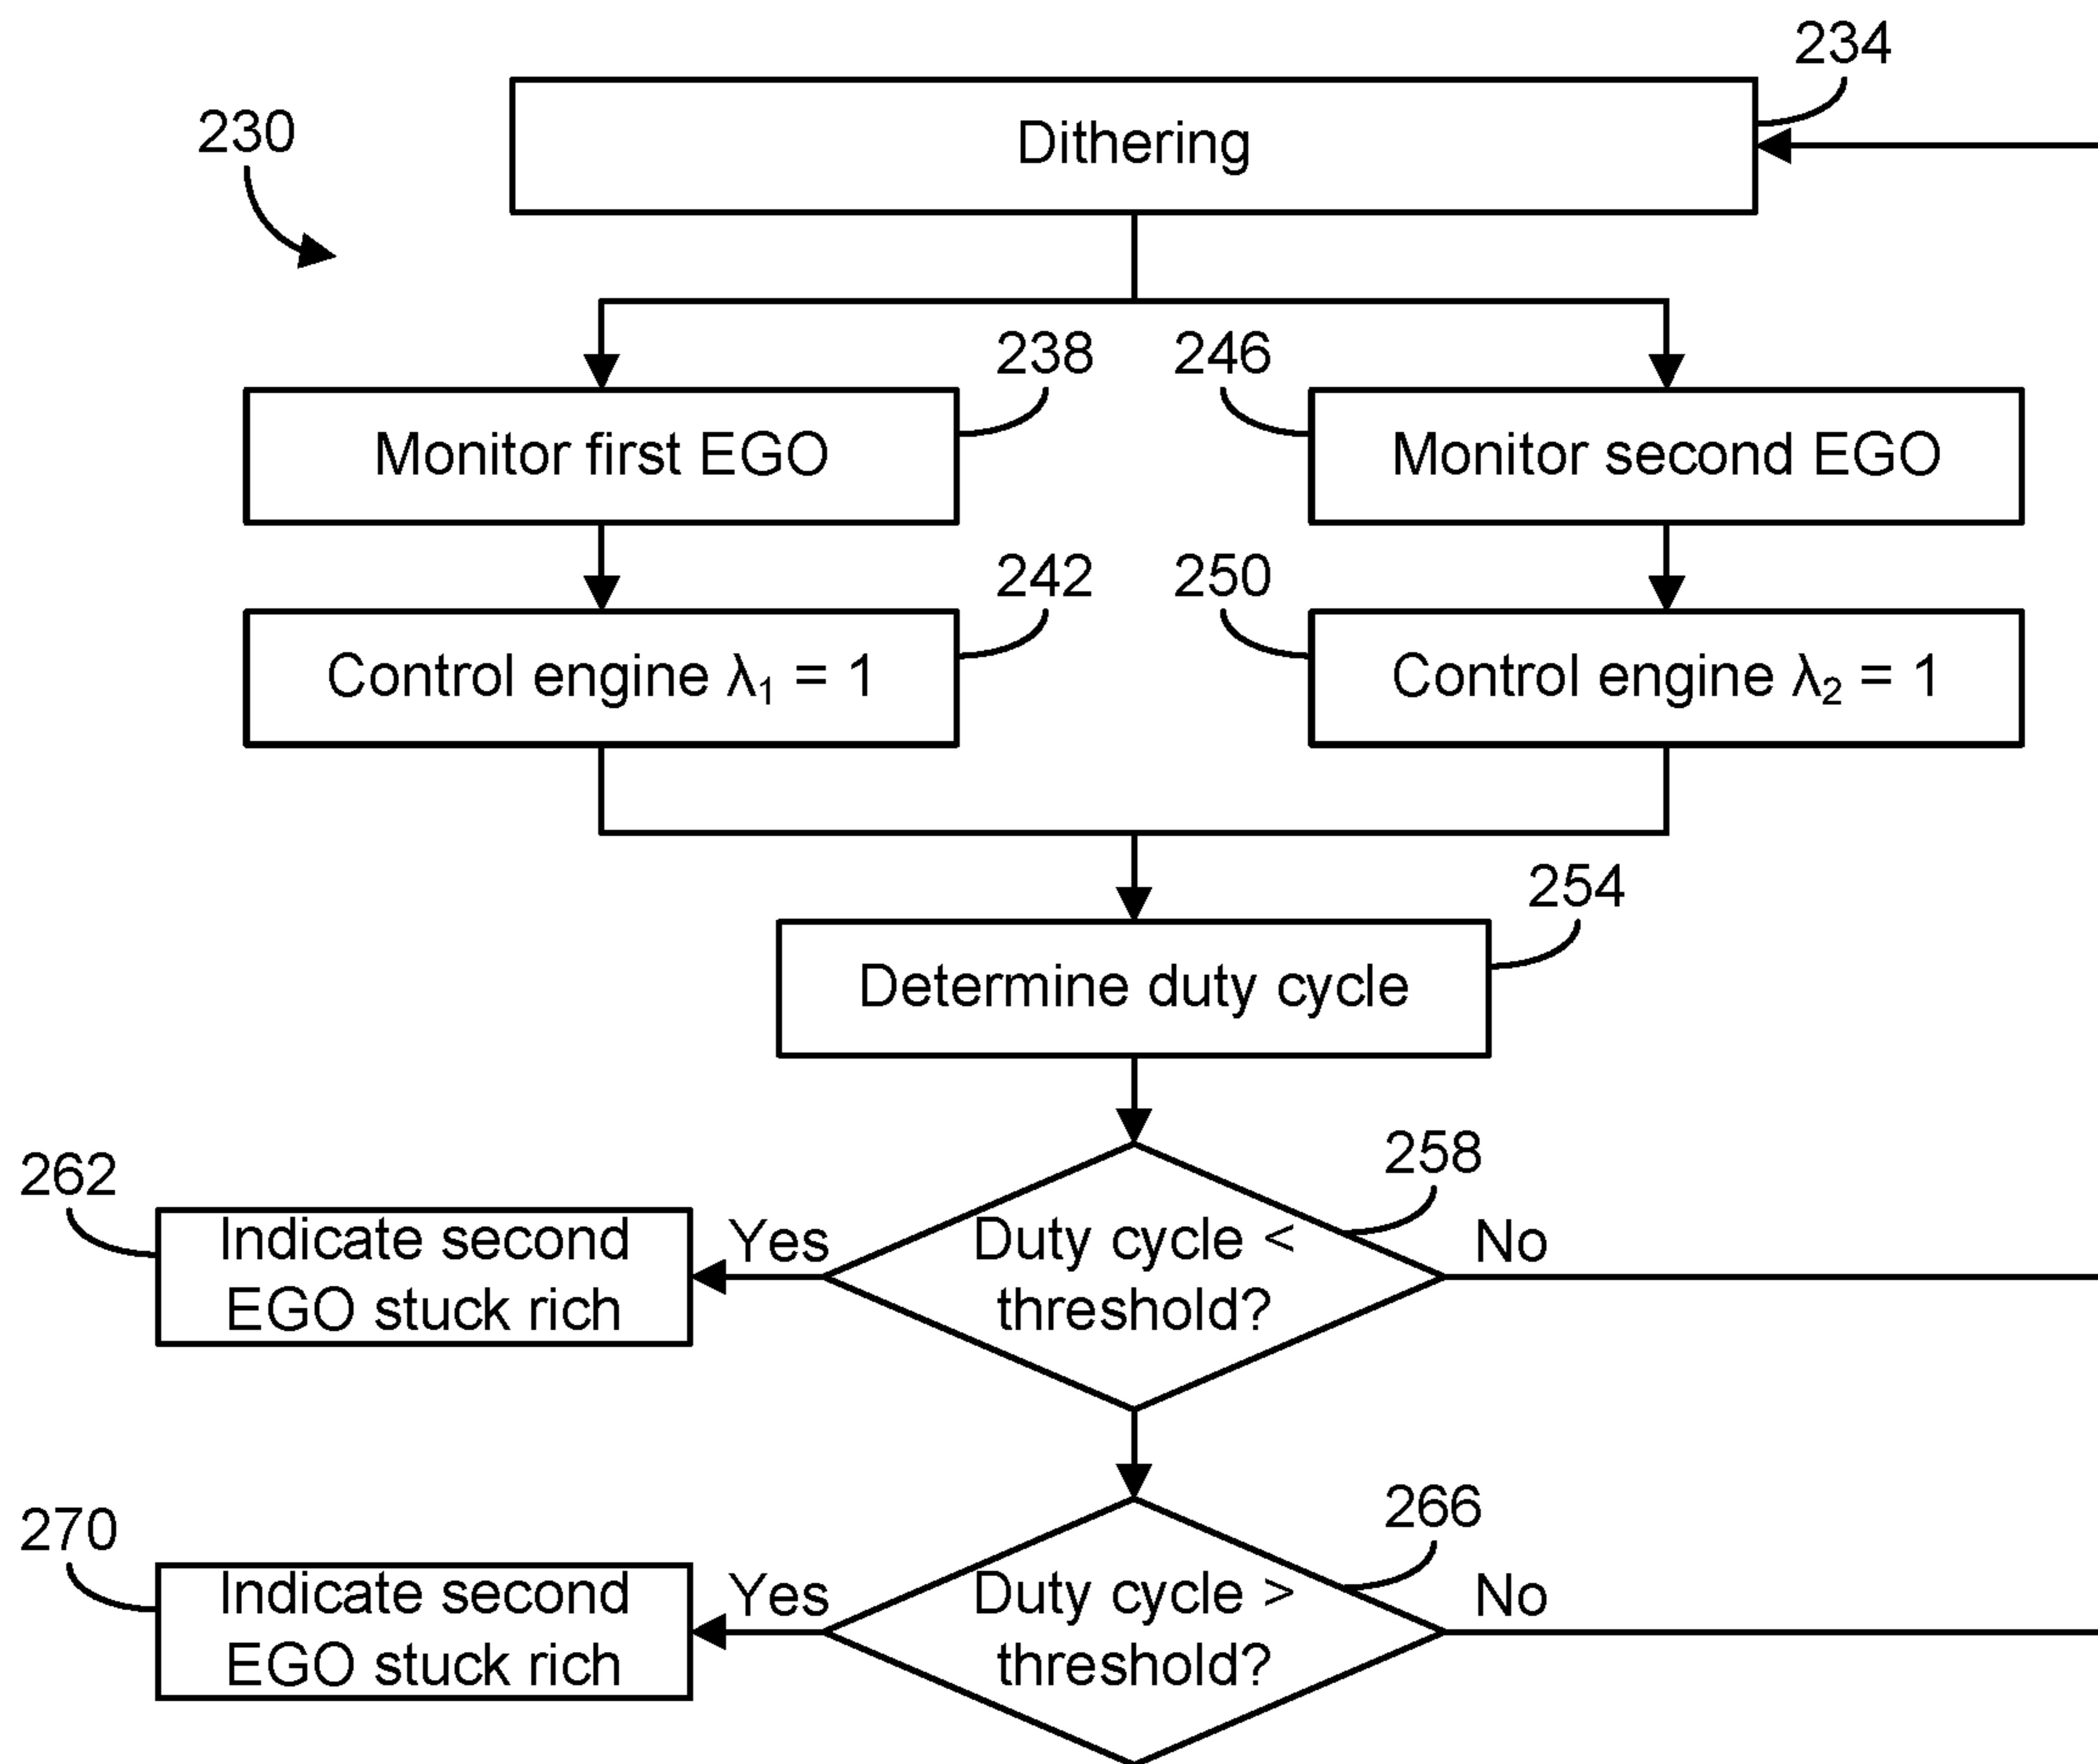 234
230
Dithering
238
246
Monitor first EGO
Monitor second EGO
242
250
Control engine λ₁ = 1
Control engine λ₂ = 1
254
Determine duty cycle
258
262
Indicate second
EGO stuck rich
Yes
Duty cycle <
threshold?
No
266
270
Indicate second
EGO stuck rich
Yes
Duty cycle >
threshold?
No